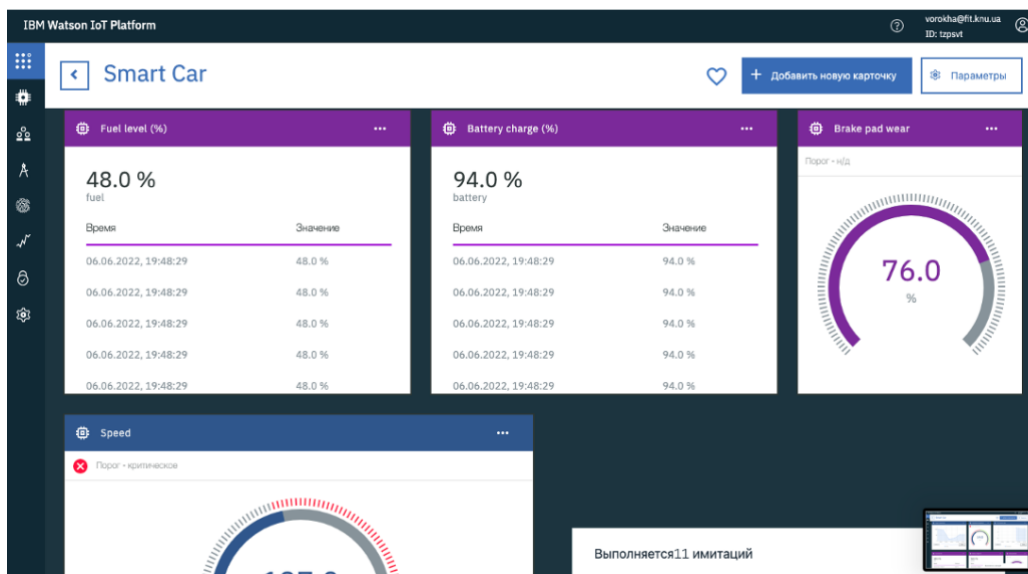 IBM Watson IoT Platform
vorokha@fit.knu.ua
ID: tzpsvt
Smart Car
+ Добавить новую карточку
Параметры
Fuel level (%)
48.0 %
fuel
Время Значение
06.06.2022, 19:48:29 48.0 %
06.06.2022, 19:48:29 48.0 %
06.06.2022, 19:48:29 48.0 %
06.06.2022, 19:48:29 48.0 %
06.06.2022, 19:48:29 48.0 %
Battery charge (%)
94.0 %
battery
Время Значение
06.06.2022, 19:48:29 94.0 %
06.06.2022, 19:48:29 94.0 %
06.06.2022, 19:48:29 94.0 %
06.06.2022, 19:48:29 94.0 %
06.06.2022, 19:48:29 94.0 %
Brake pad wear
Порог - н/д
76.0
%
Speed
Порог - критическое
Выполняется11 имитаций